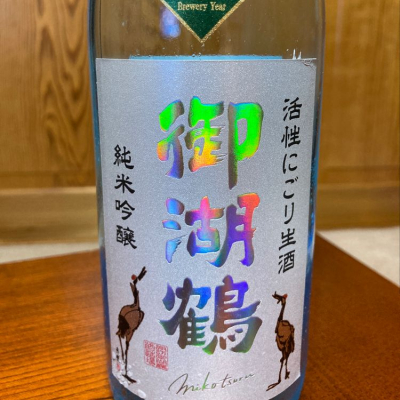 Brewery Year
活性にごり生酒
御湖鶴
純米吟醸
mikotsuru